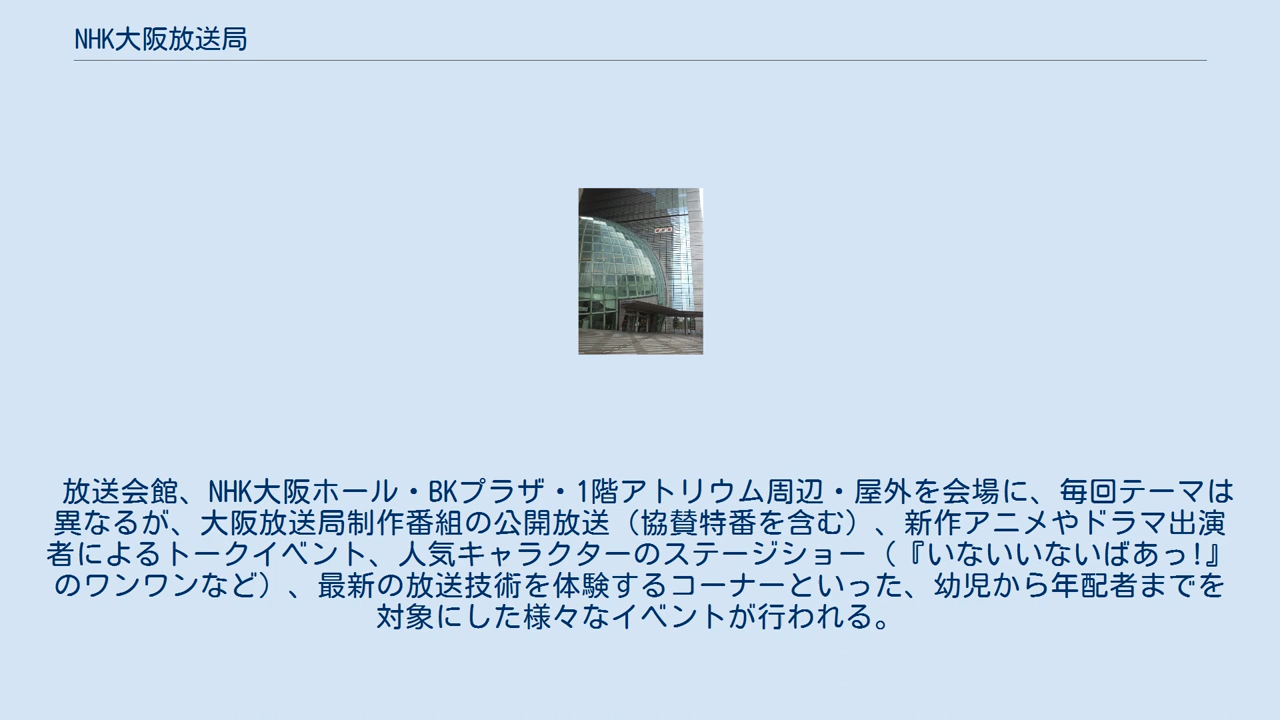 NHK大阪放送局
放送会館、NHK大阪ホール・BKプラザ・1階アトリウム周辺・屋外を会場に、毎回テーマは
異なるが、大阪放送局制作番組の公開放送（協賛特番を含む）、新作アニメやドラマ出演
者によるトークイベント、人気キャラクターのステージショー（『いないいないばあっ!』
のワンワンなど）、最新の放送技術を体験するコーナーといった、幼児から年配者までを
対象にした様々なイベントが行われる。